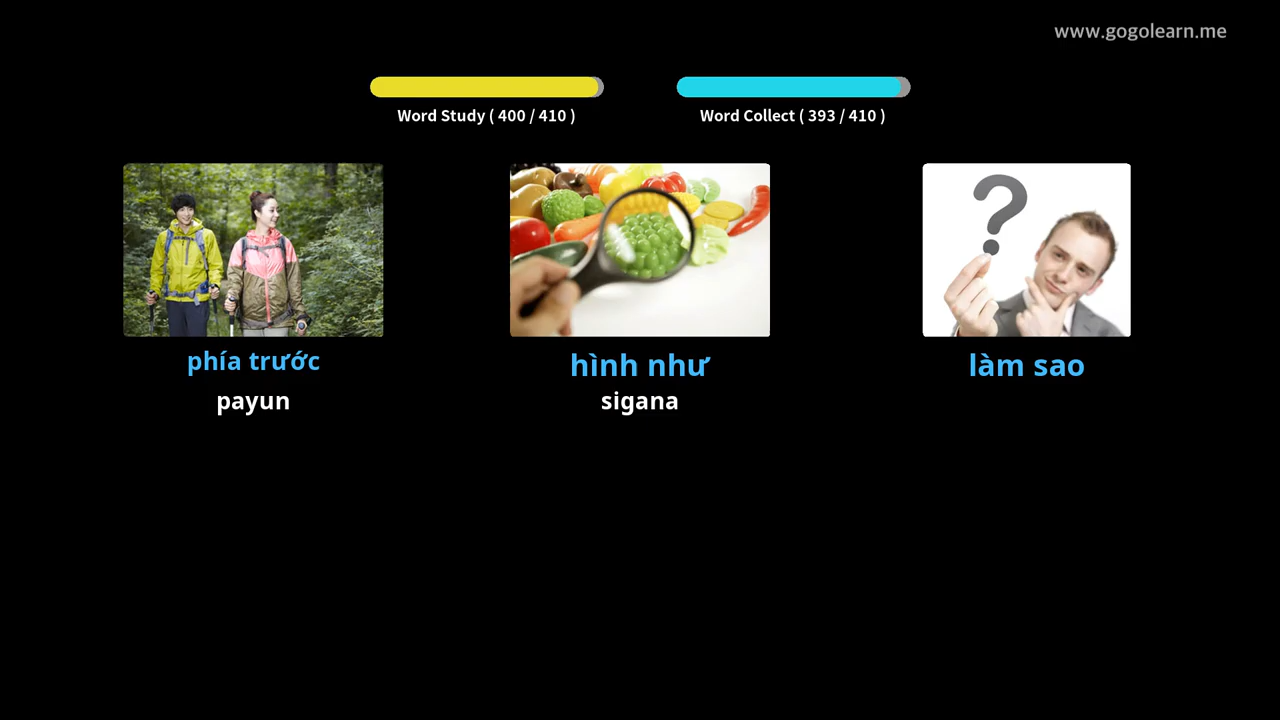 www.gogolearn.me
Word Study ( 400 / 410 )
Word Collect ( 393 / 410 )
phía trước
hình như
làm sao
payun
sigana